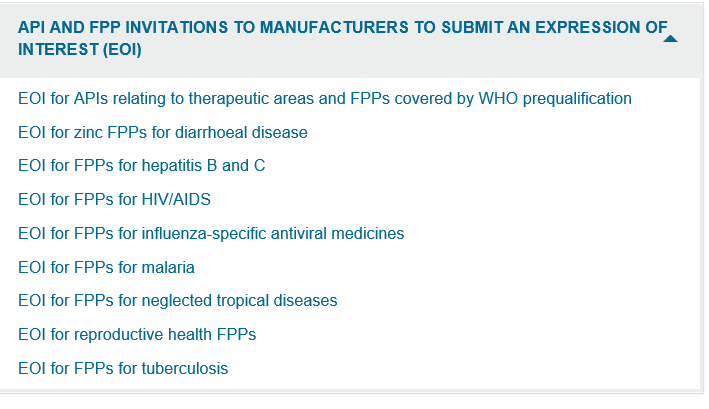 API AND FPP INVITATIONS TO MANUFACTURERS TO SUBMIT AN EXPRESSION OF
INTEREST (EOI)
EOI for APIs relating to therapeutic areas and FPPs covered by WHO prequalification
EOI for zinc FPPs for diarrhoeal disease
EOI for FPPs for hepatitis B and C
EOI for FPPs for HIV/AIDS
EOI for FPPs for influenza-specific antiviral medicines
EOI for FPPs for malaria
EOI for FPPs for neglected tropical diseases
EOI for reproductive health FPPs
EOI for FPPs for tuberculosis